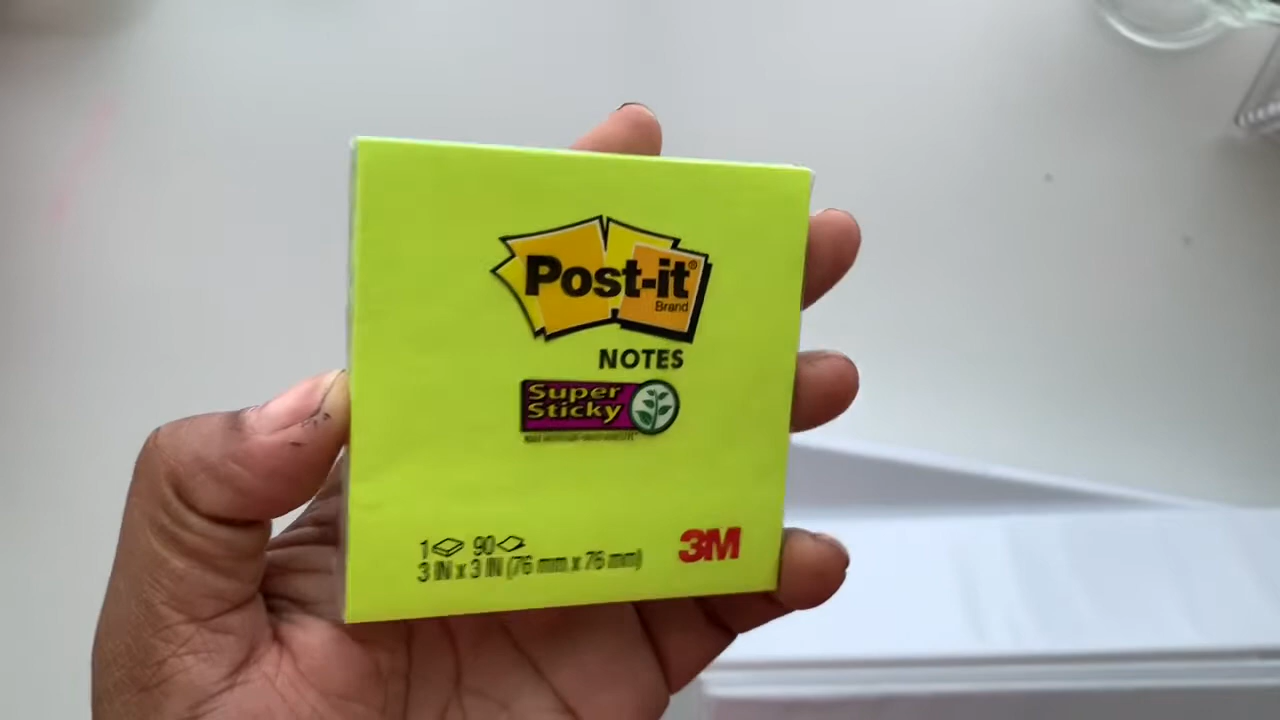 Post-it®
Brand
NOTES
Super
Sticky
1 90
3 IN x 3 IN (76 mm x 76 mm)
3M